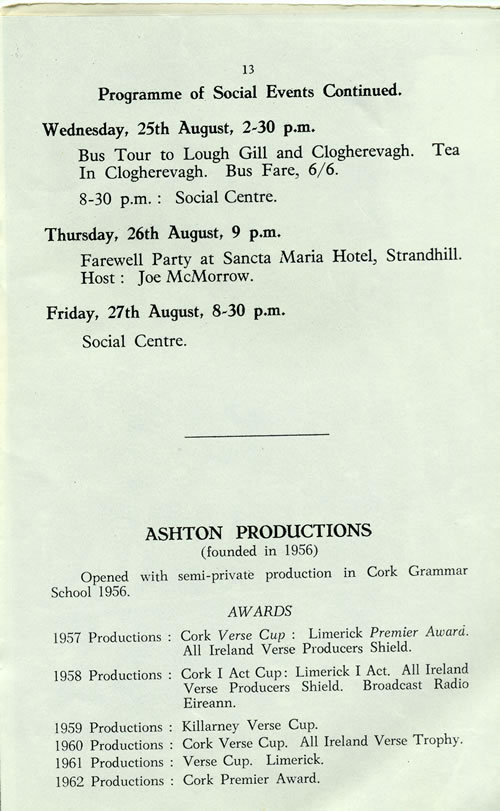 13
Programme of Social Events Continued.
Wednesday, 25th August, 2-30 p.m.
Bus Tour to Lough Gill and Clogherevagh. Tea
In Clogherevagh. Bus Fare, 6/6.
8-30 p.m. : Social Centre.
Thursday, 26th August, 9 p.m.
Farewell Party at Sancta Maria Hotel, Strandhill.
Host : Joe McMorrow.
Friday, 27th August, 8-30 p.m.
Social Centre.
ASHTON PRODUCTIONS
(founded in 1956)
Opened with semi-private production in Cork Grammar
School 1956.
AWARDS
1957 Productions : Cork Verse Cup : Limerick Premier Award.
All Ireland Verse Producers Shield.
1958 Productions : Cork I Act Cup: Limerick I Act. All Ireland
Verse Producers Shield. Broadcast Radio
Eireann.
1959 Productions : Killarney Verse Cup.
1960 Productions : Cork Verse Cup. All Ireland Verse Trophy.
1961 Productions : Verse Cup. Limerick.
1962 Productions : Cork Premier Award.